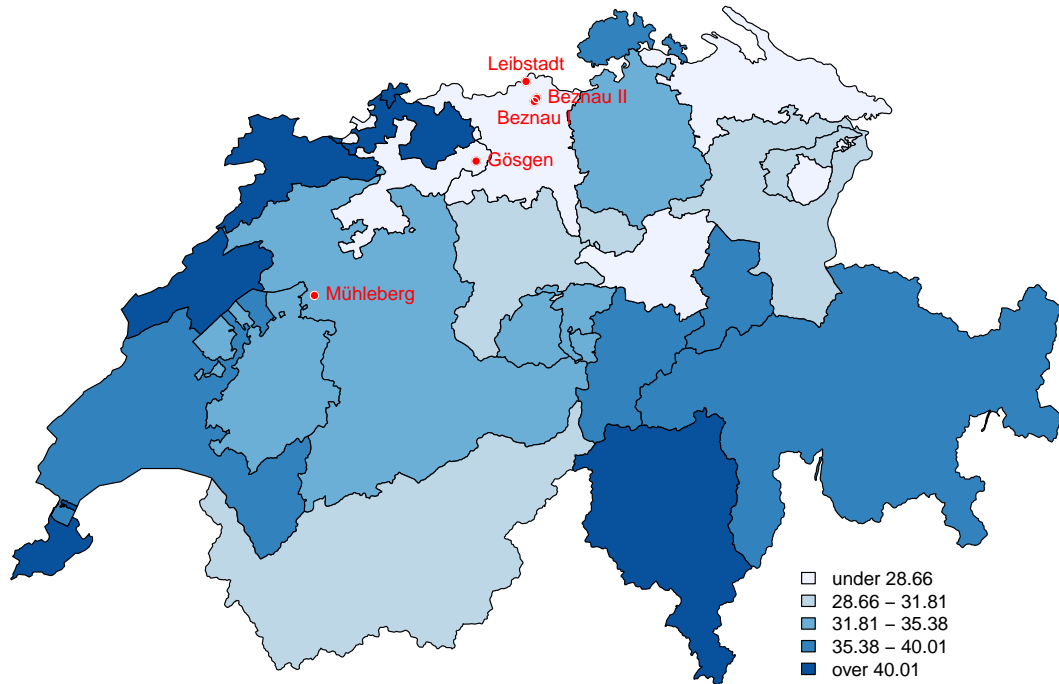 Leibstadt
Beznau II
Beznau I
Gösgen
Mühleberg
under 28.66
28.66 – 31.81
31.81 – 35.38
35.38 – 40.01
over 40.01